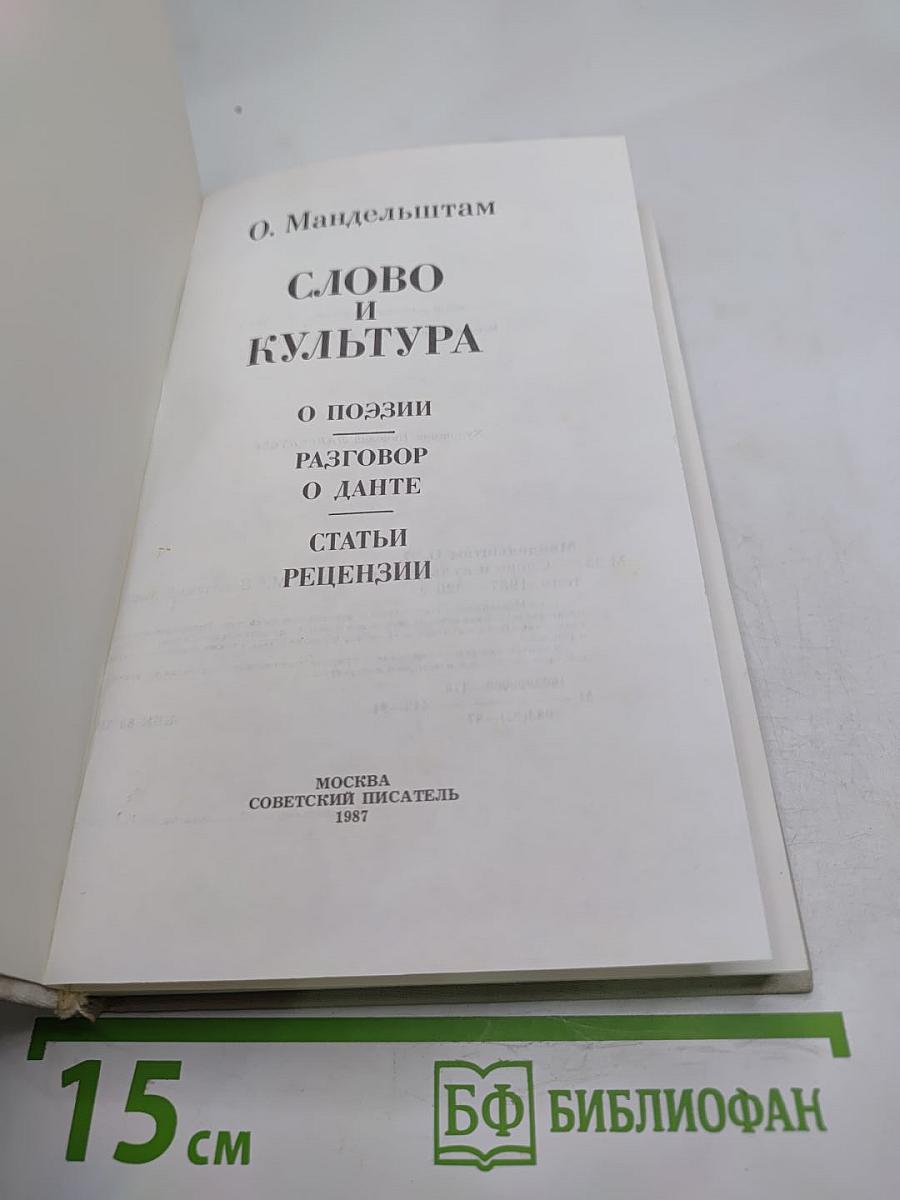 О. Мандельштам
СЛОВО
И
КУЛЬТУРА
О ПОЭЗИИ
РАЗГОВОР
О ДАНТЕ
СТАТЬИ
РЕЦЕНЗИИ
МОСКВА
СОВЕТСКИЙ ПИСАТЕЛЬ
1987
15 см
БФ БИБЛИОФАН